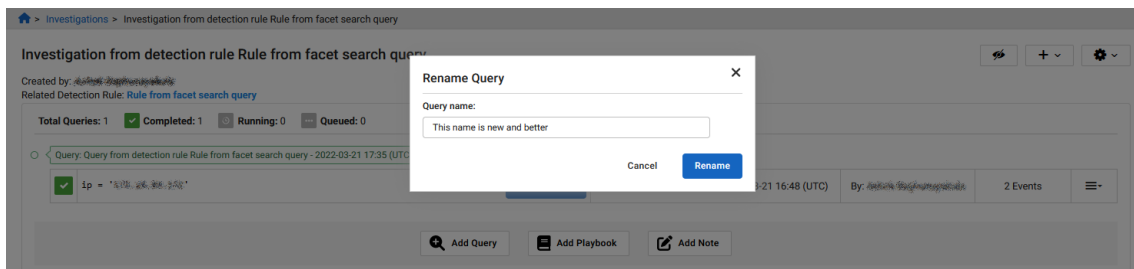 > Investigations > Investigation from detection rule Rule from facet search query
Investigation from detection rule Rule from facet search query
Created by:
Related Detection Rule: Rule from facet search query
Total Queries: 1 Completed: 1 Running: 0 Queued: 0
Query: Query from detection rule Rule from facet search query - 2022-03-21 17:35 (UTC
ip = '
3-21 16:48 (UTC) By: 2 Events
Rename Query
Query name:
This name is new and better
Cancel Rename
Add Query Add Playbook Add Note